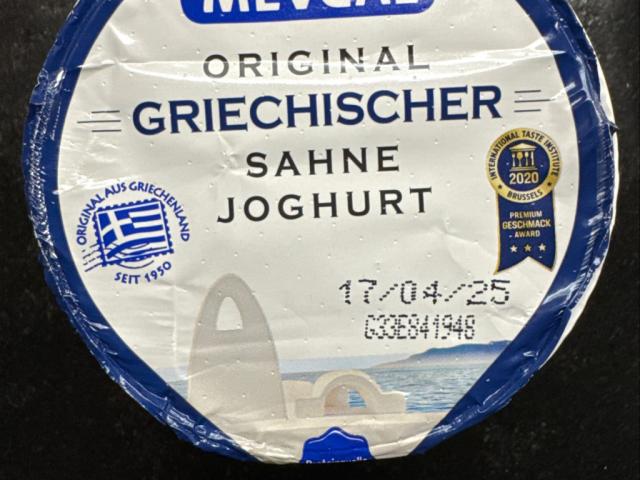 MEVGAL
ORIGINAL
GRIECHISCHER
SAHNE
JOGHURT
ORIGINAL AUS GRIECHENLAND
SEIT 1950
INTERNATIONAL TASTE INSTITUTE
2020
BRUSSELS
PREMIUM
GESCHMACK
AWARD
17/04/25
G33E841948